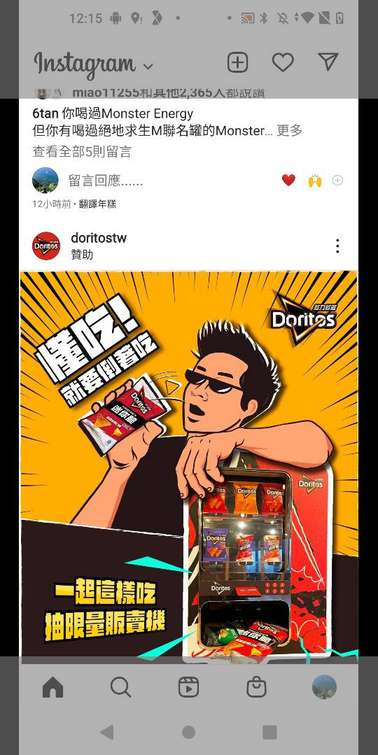 12:15
Instagram
miao11255和其他2,365人都說讚
6tan 你喝過Monster Energy
但你有喝過絕地求生M聯名罐的Monster... 更多
查看全部5則留言
留言回應......
12小時前・翻譯年糕
doritostw
贊助
懂吃!
就要倒著吃
Doritos
一起這樣吃
抽限量販賣機